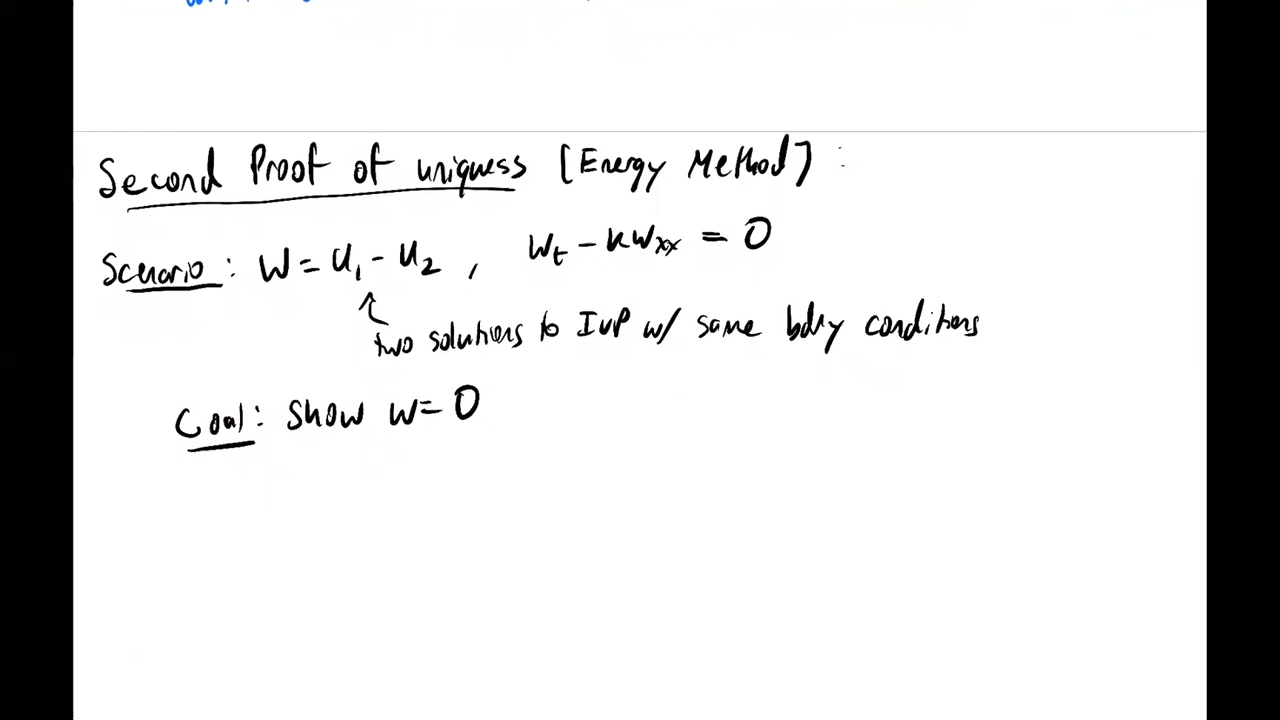 Second Proof of uniqness [Energy Method] :
Scenario : W = u₁ - u₂ , Wt - kWxx = 0
two solutions to IVP w/ same bdry conditions
Goal : Show W = 0